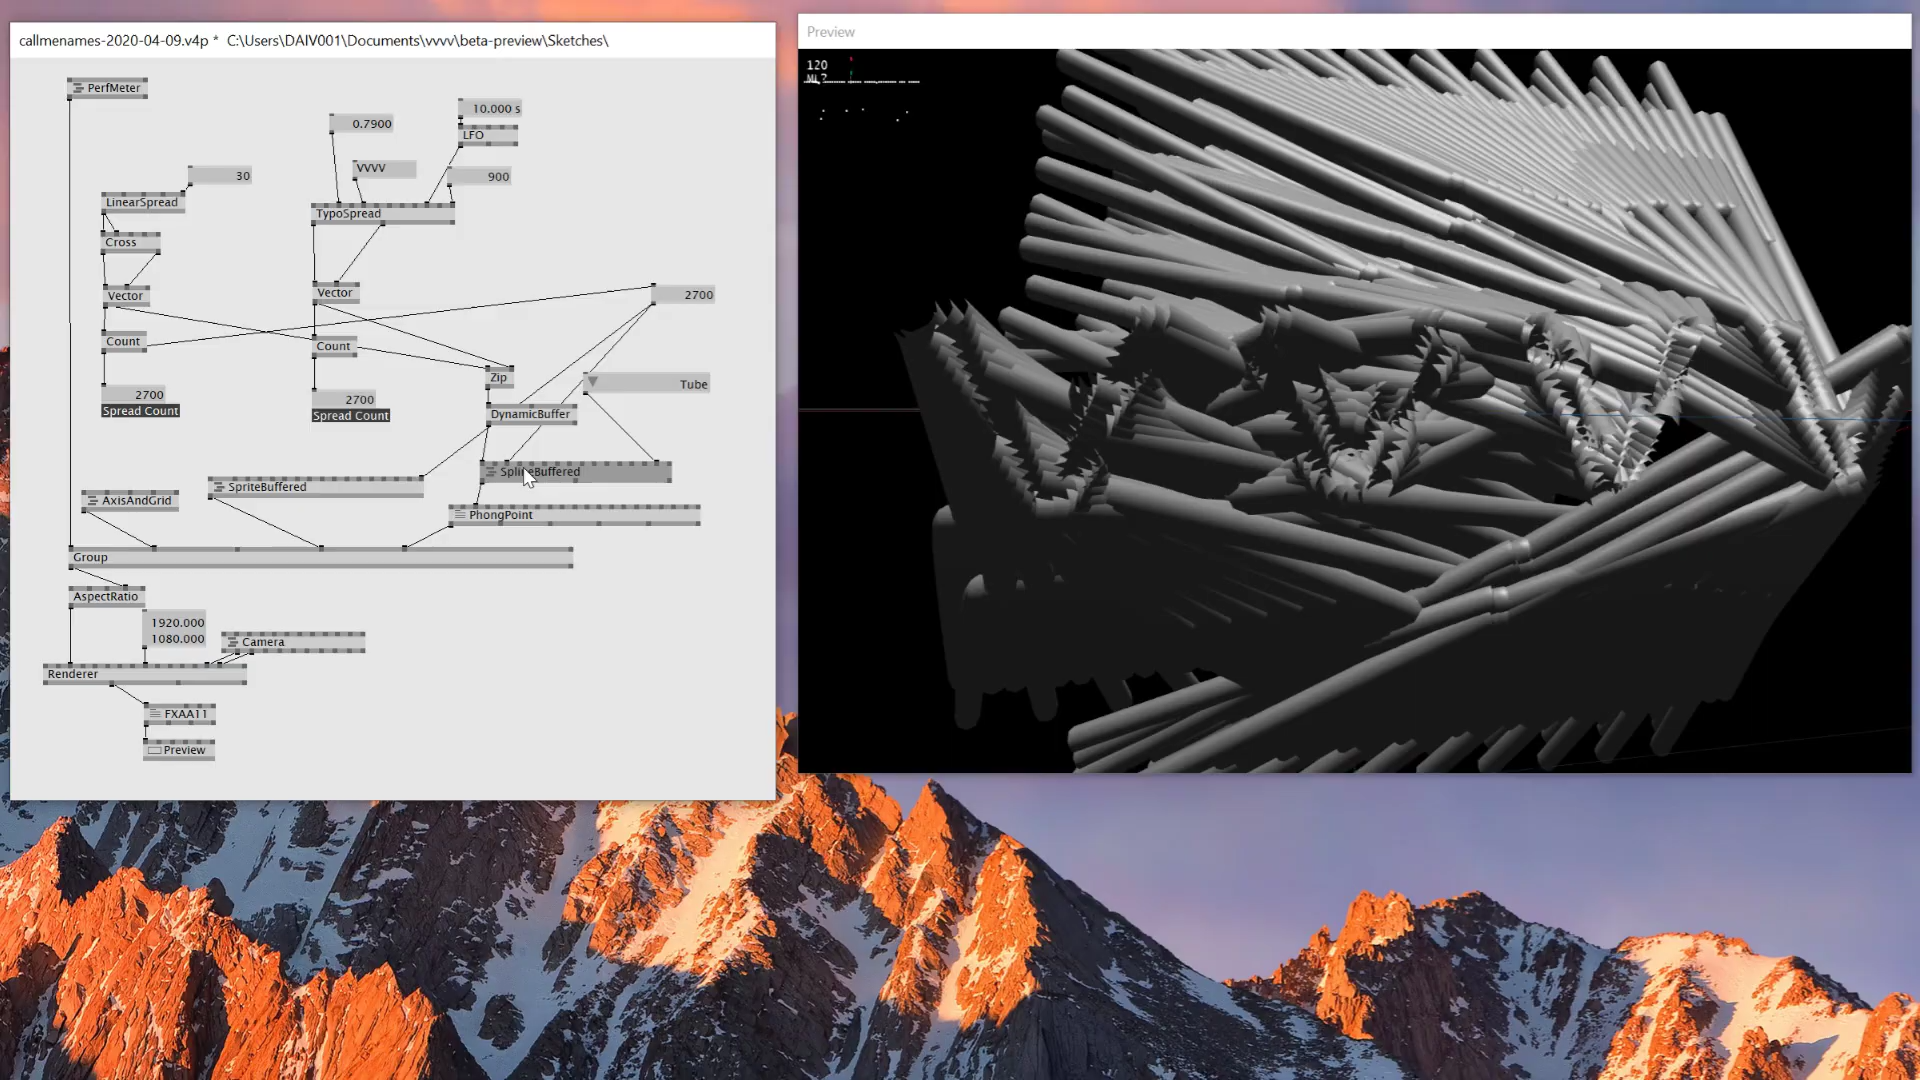 callmenames-2020-04-09.v4p * C:\Users\DAIV001\Documents\vvvv\beta-preview\Sketches\
PerfMeter
10.000 s
0.7900
LFO
VVVV
30
900
LinearSpread
TypoSpread
Cross
Vector
Vector
2700
Count
Count
Zip
Tube
2700
Spread Count
2700
Spread Count
DynamicBuffer
SplineBuffered
SpriteBuffered
AxisAndGrid
PhongPoint
Group
AspectRatio
1920.000
1080.000
Camera
Renderer
FXAA11
Preview
Preview
120